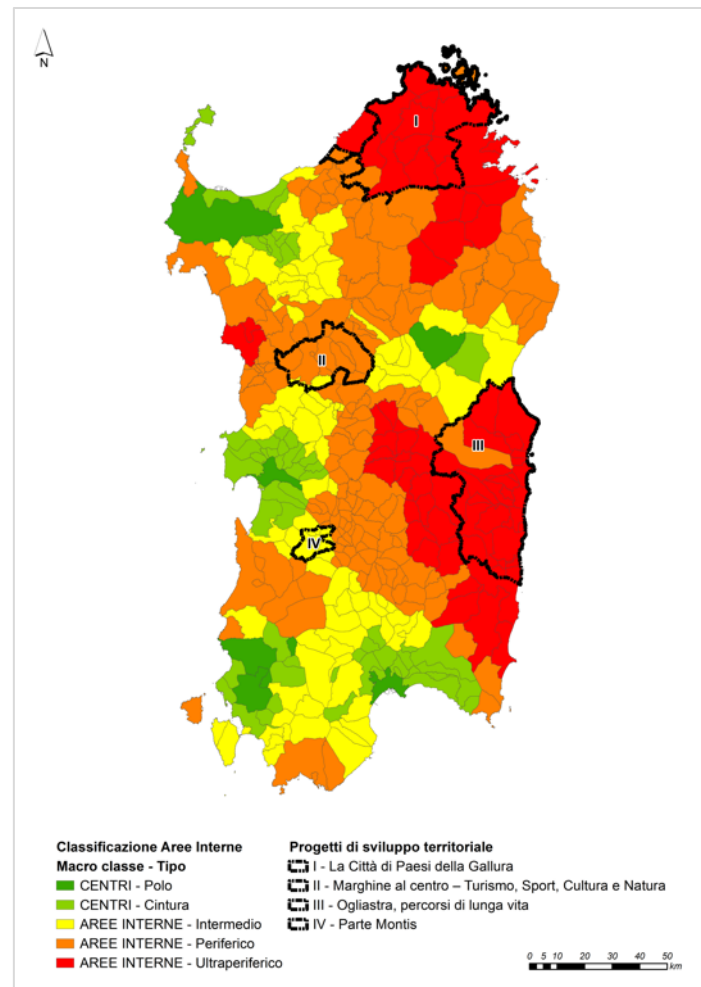 N
I
II
III
IV
Classificazione Aree Interne
Macro classe - Tipo
CENTRI - Polo
CENTRI - Cintura
AREE INTERNE - Intermedio
AREE INTERNE - Periferico
AREE INTERNE - Ultraperiferico
Progetti di sviluppo territoriale
I - La Città di Paesi della Gallura
II - Marghine al centro – Turismo, Sport, Cultura e Natura
III - Ogliastra, percorsi di lunga vita
IV - Parte Montis
0 5 10 20 30 40 50
km